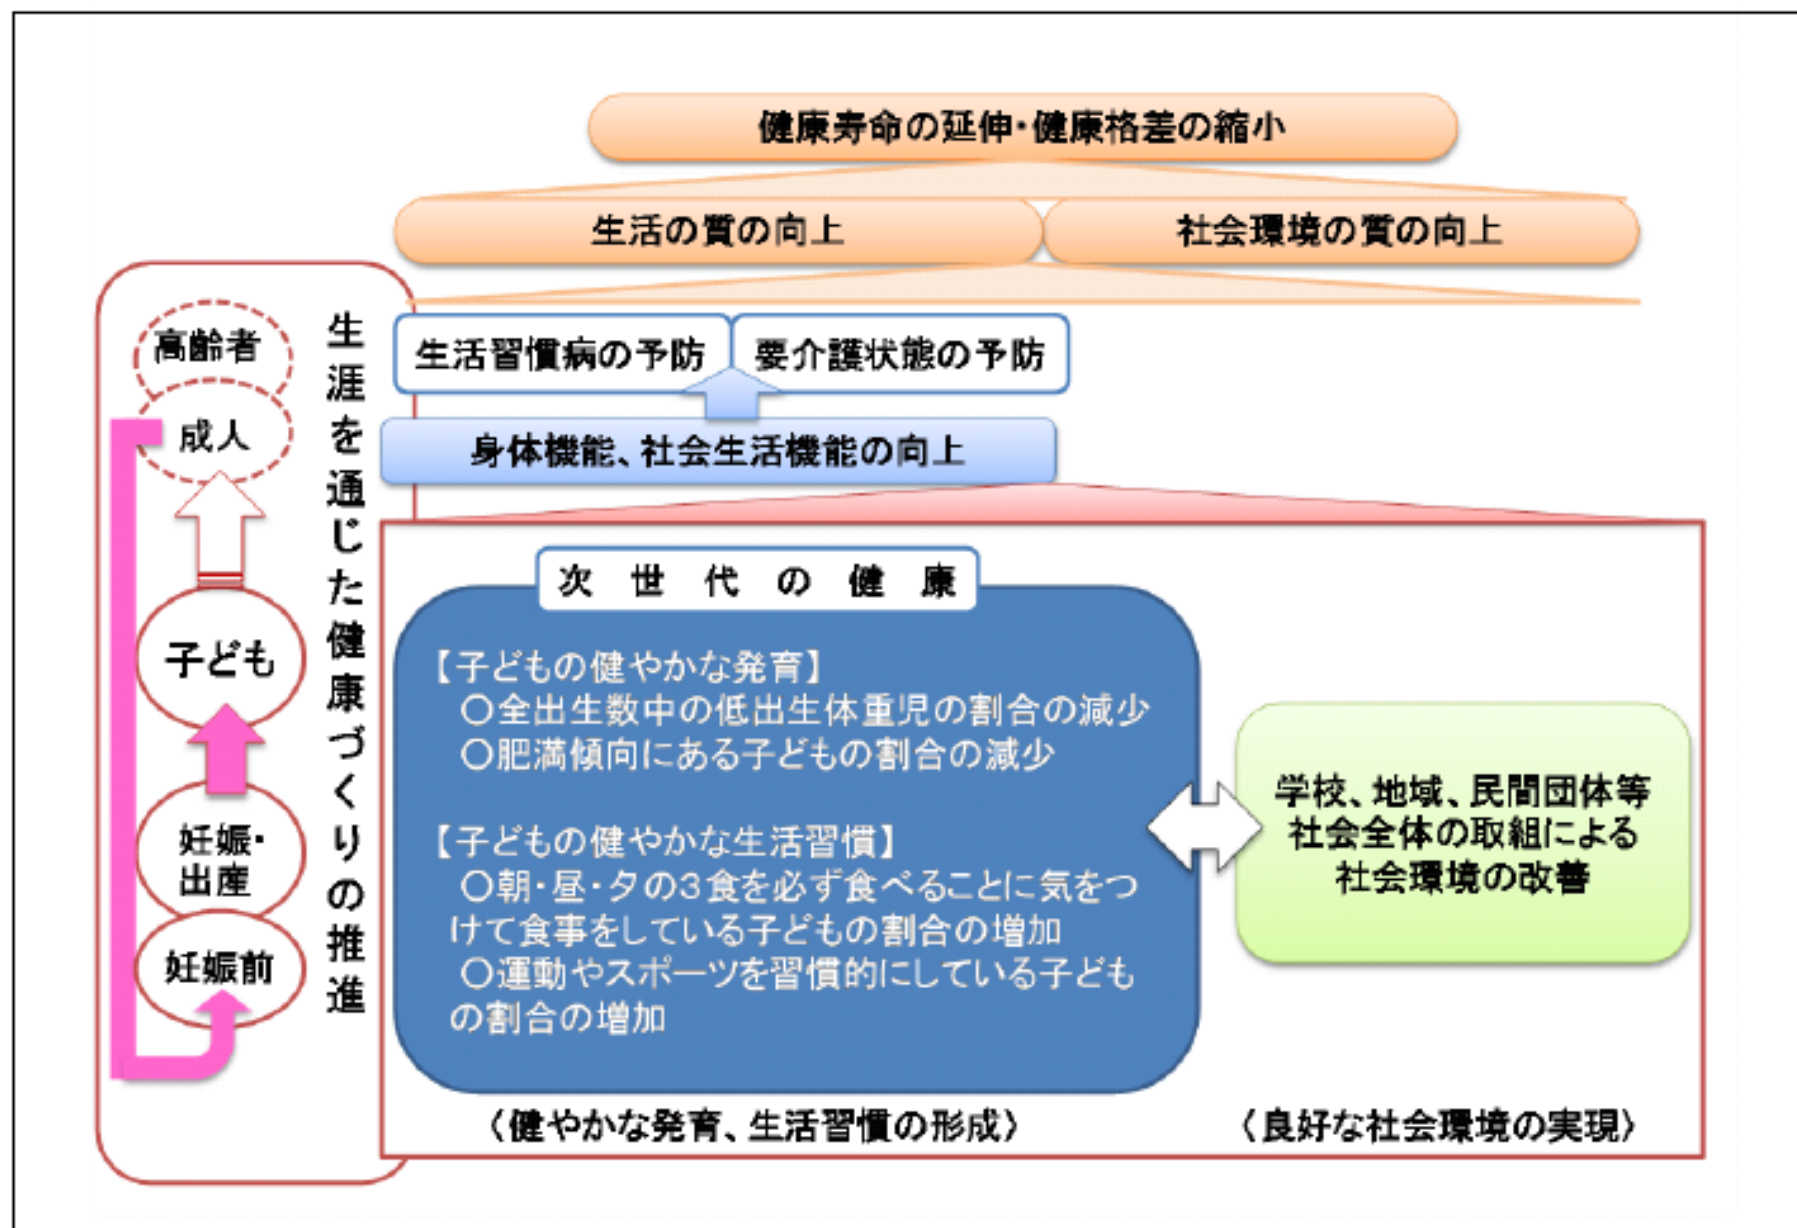 健康寿命の延伸・健康格差の縮小
生活の質の向上
社会環境の質の向上
生活習慣病の予防
要介護状態の予防
身体機能、社会生活機能の向上
高齢者
成人
子ども
妊娠・
出産
妊娠前
生涯を通じた健康づくりの推進
次世代の健康
【子どもの健やかな発育】
〇全出生数中の低出生体重児の割合の減少
〇肥満傾向にある子どもの割合の減少
【子どもの健やかな生活習慣】
〇朝・昼・夕の3食を必ず食べることに気をつ
けて食事をしている子どもの割合の増加
〇運動やスポーツを習慣的にしている子ども
の割合の増加
学校、地域、民間団体等
社会全体の取組による
社会環境の改善
〈健やかな発育、生活習慣の形成〉
〈良好な社会環境の実現〉